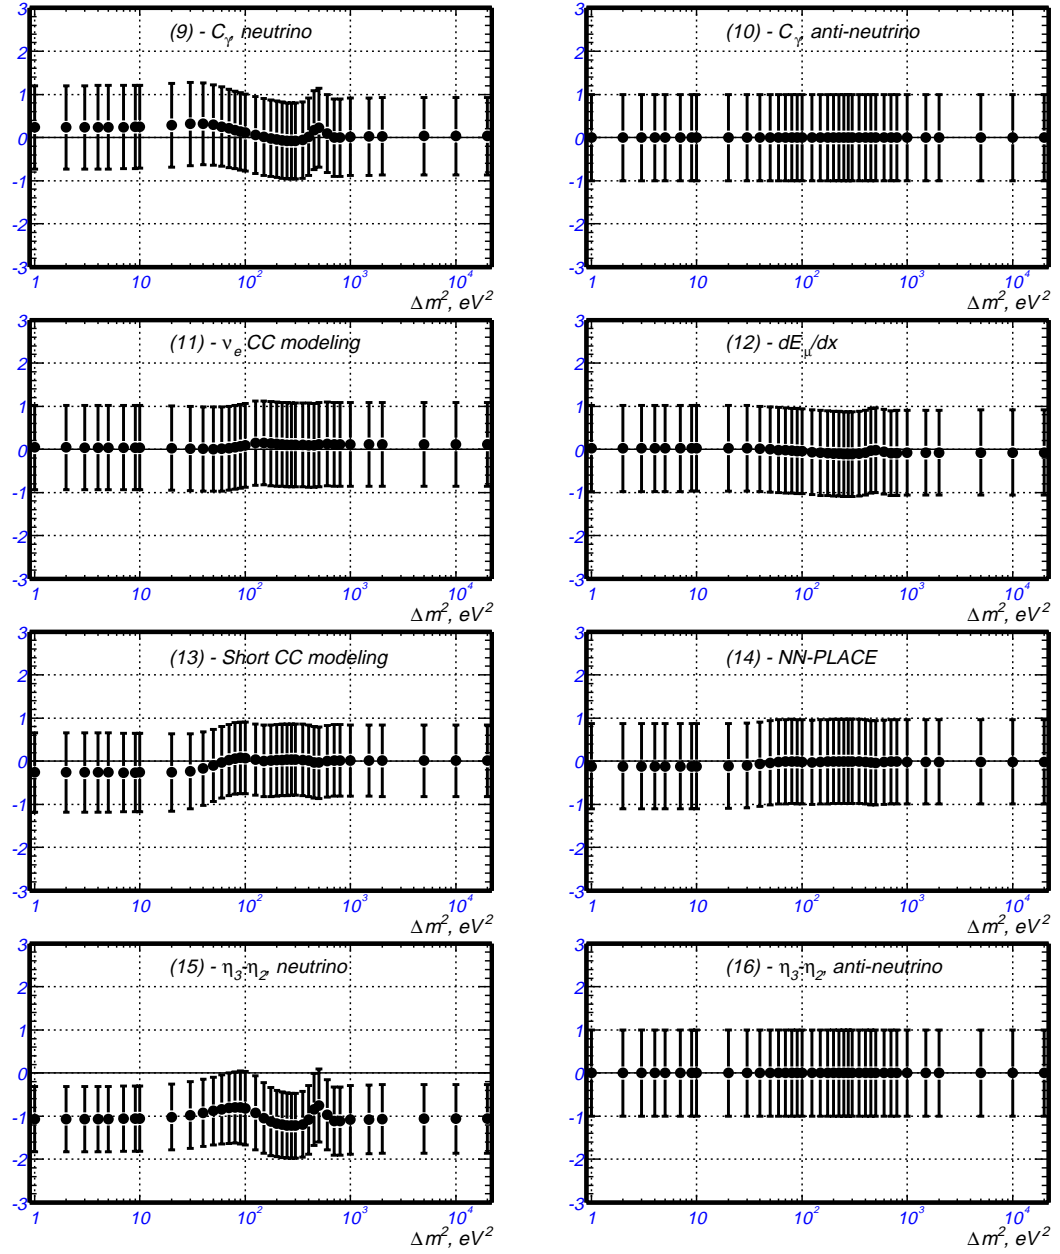 (9) - Cγ, neutrino
3
2
1
0
-1
-2
-3
1 10 10² 10³ 10⁴
Δm², eV²
(10) - Cγ, anti-neutrino
3
2
1
0
-1
-2
-3
1 10 10² 10³ 10⁴
Δm², eV²
(11) - νe CC modeling
3
2
1
0
-1
-2
-3
1 10 10² 10³ 10⁴
Δm², eV²
(12) - dEμ/dx
3
2
1
0
-1
-2
-3
1 10 10² 10³ 10⁴
Δm², eV²
(13) - Short CC modeling
3
2
1
0
-1
-2
-3
1 10 10² 10³ 10⁴
Δm², eV²
(14) - NN-PLACE
3
2
1
0
-1
-2
-3
1 10 10² 10³ 10⁴
Δm², eV²
(15) - η₃-η₂, neutrino
3
2
1
0
-1
-2
-3
1 10 10² 10³ 10⁴
Δm², eV²
(16) - η₃-η₂, anti-neutrino
3
2
1
0
-1
-2
-3
1 10 10² 10³ 10⁴
Δm², eV²